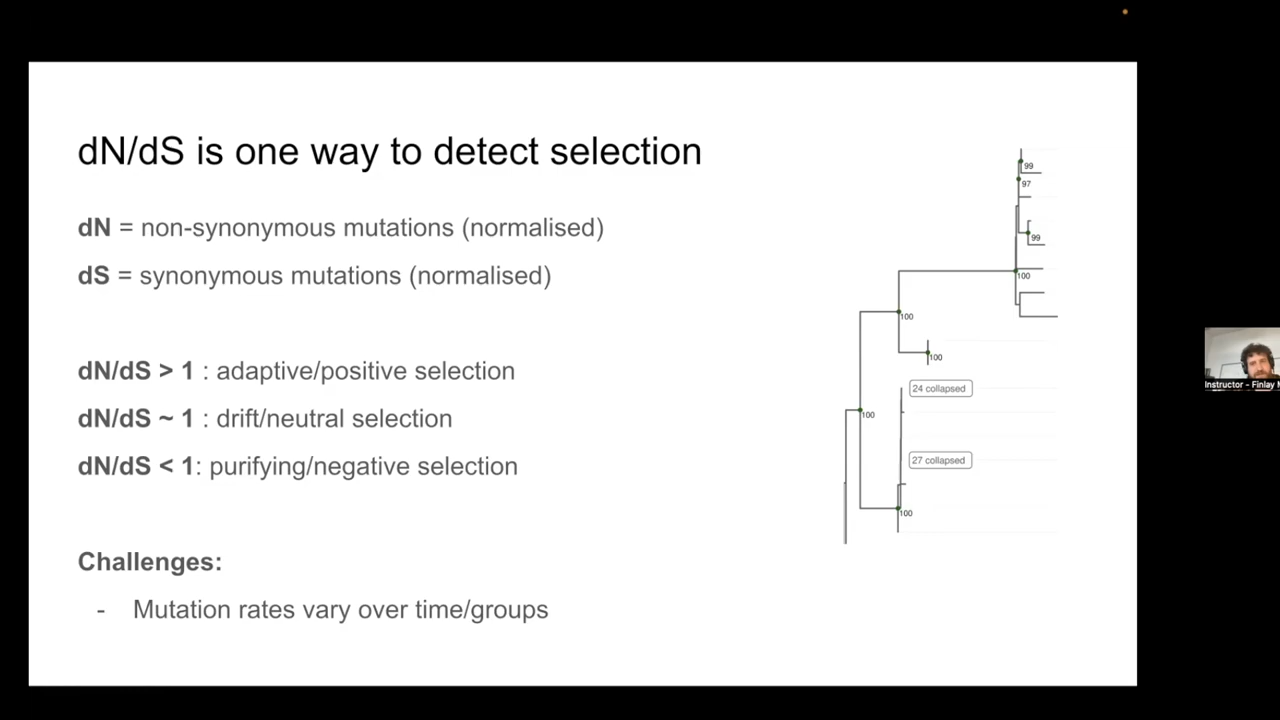 dN/dS is one way to detect selection
dN = non-synonymous mutations (normalised)
dS = synonymous mutations (normalised)
dN/dS > 1 : adaptive/positive selection
dN/dS ~ 1 : drift/neutral selection
dN/dS < 1: purifying/negative selection
Challenges:
- Mutation rates vary over time/groups
99
97
99
100
100
100
24 collapsed
100
27 collapsed
100
Instructor - Finlay M